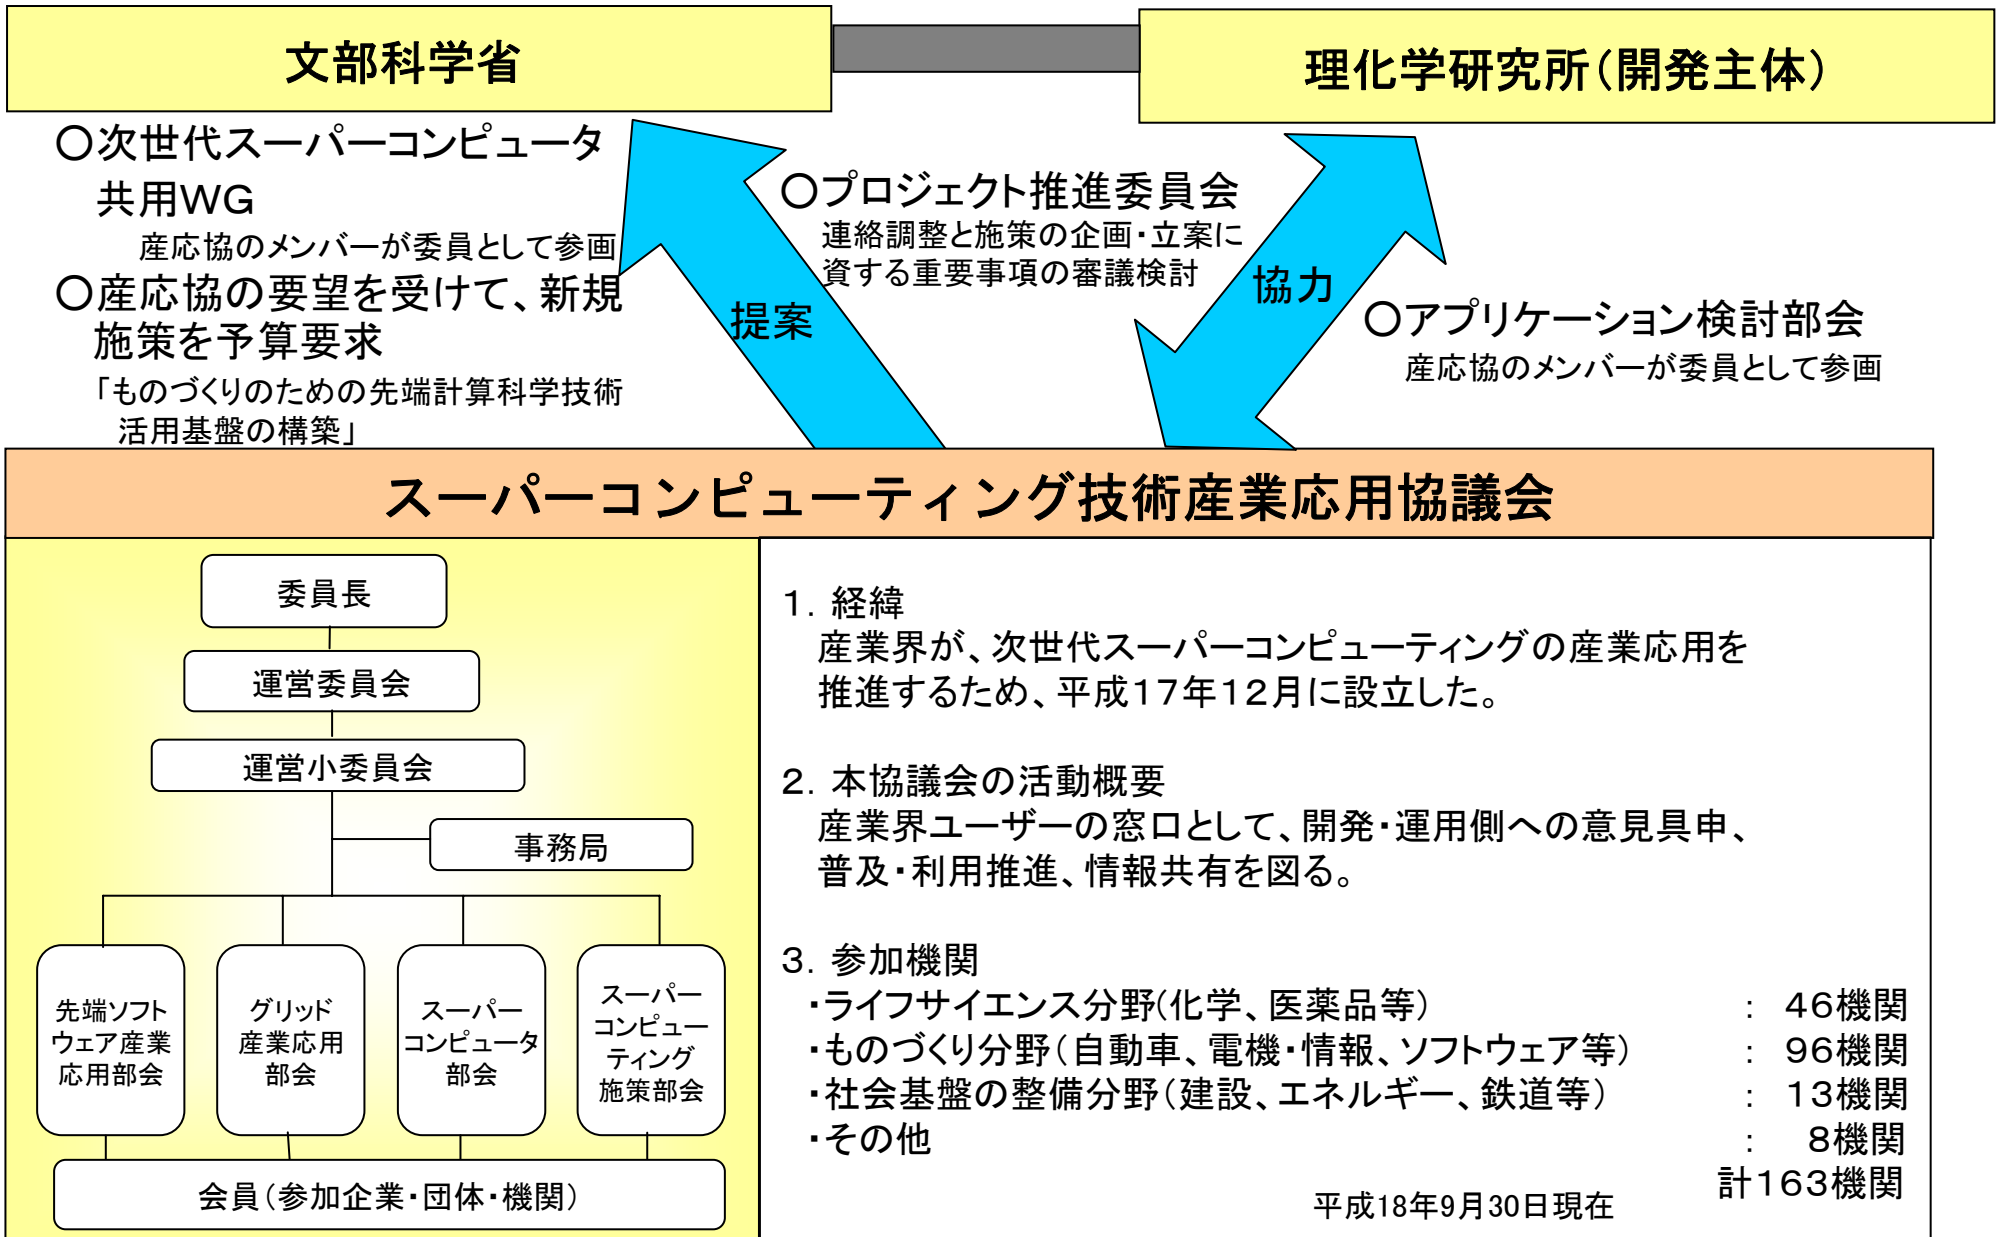 文部科学省
理化学研究所（開発主体）
○次世代スーパーコンピュータ
共用WG
産応協のメンバーが委員として参画
○産応協の要望を受けて、新規
施策を予算要求
「ものづくりのための先端計算科学技術
活用基盤の構築」
提案
○プロジェクト推進委員会
連絡調整と施策の企画・立案に
資する重要事項の審議検討
協力
○アプリケーション検討部会
産応協のメンバーが委員として参画
スーパーコンピューティング技術産業応用協議会
委員長
運営委員会
運営小委員会
事務局
先端ソフト
ウェア産業
応用部会
グリッド
産業応用
部会
スーパー
コンピュータ
部会
スーパー
コンピュー
ティング
施策部会
会員（参加企業・団体・機関）
１．経緯
産業界が、次世代スーパーコンピューティングの産業応用を
推進するため、平成１７年１２月に設立した。
２．本協議会の活動概要
産業界ユーザーの窓口として、開発・運用側への意見具申、
普及・利用推進、情報共有を図る。
３．参加機関
・ライフサイエンス分野(化学、医薬品等)　：　４６機関
・ものづくり分野（自動車、電機・情報、ソフトウェア等）　：　９６機関
・社会基盤の整備分野（建設、エネルギー、鉄道等）　：　１３機関
・その他　：　８機関
計１６３機関
平成18年9月30日現在